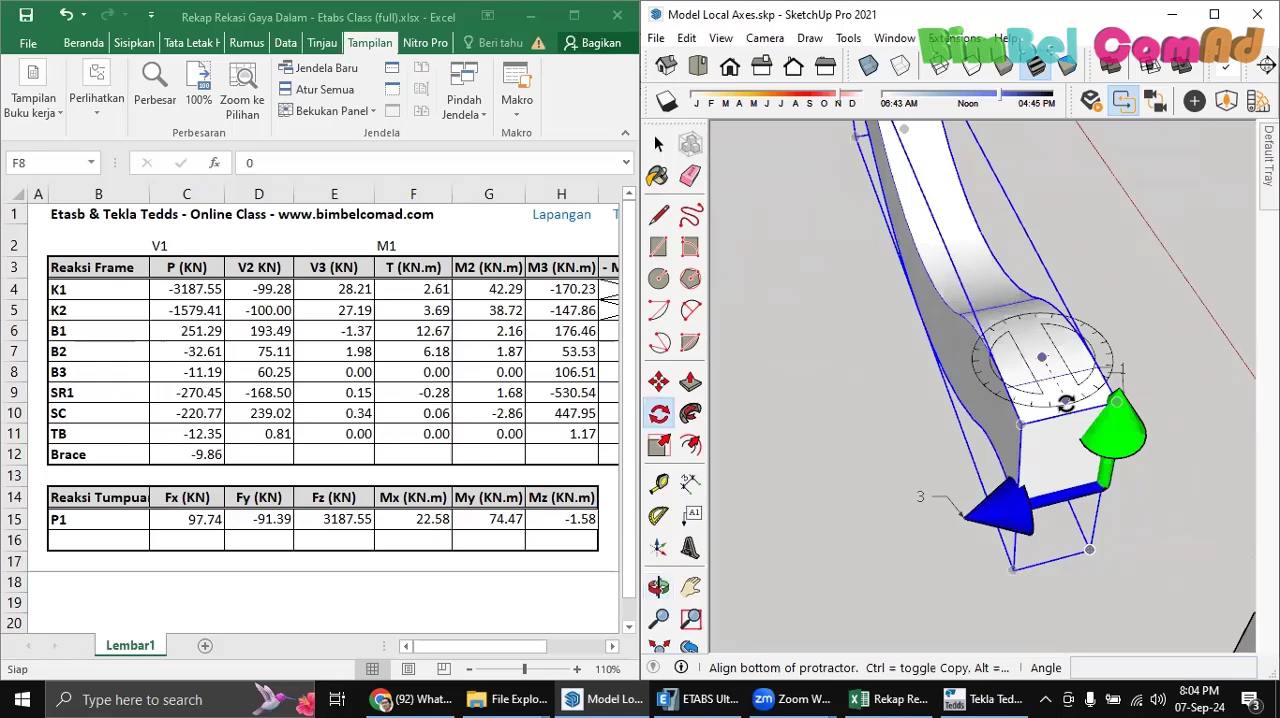 Rekap Rekasi Gaya Dalam - Etabs Class (full).xlsx - Excel
File Beranda Sisipkan Tata Letak H Rumus Data Tinjau Tampilan Nitro Pro Beri tahu Bagikan
Tampilan Buku kerja
Perlihatkan
Perbesar
100%
Zoom ke Pilihan
Jendela Baru
Atur Semua
Bekukan Panel
Pindah Jendela
Makro
Perbesaran Jendela Makro
F8 fx 0
A B C D E F G H
1 Etasb & Tekla Tedds - Online Class - www.bimbelcomad.com Lapangan T
2 V1 M1
3 Reaksi Frame P (KN) V2 KN) V3 (KN) T (KN.m) M2 (KN.m) M3 (KN.m) - M
4 K1 -3187.55 -99.28 28.21 2.61 42.29 -170.23
5 K2 -1579.41 -100.00 27.19 3.69 38.72 -147.86
6 B1 251.29 193.49 -1.37 12.67 2.16 176.46
7 B2 -32.61 75.11 1.98 6.18 1.87 53.53
8 B3 -11.19 60.25 0.00 0.00 0.00 106.51
9 SR1 -270.45 -168.50 0.15 -0.28 1.68 -530.54
10 SC -220.77 239.02 0.34 0.06 -2.86 447.95
11 TB -12.35 0.81 0.00 0.00 0.00 1.17
12 Brace -9.86
13
14 Reaksi Tumpuan Fx (KN) Fy (KN) Fz (KN) Mx (KN.m) My (KN.m) Mz (KN.m)
15 P1 97.74 -91.39 3187.55 22.58 74.47 -1.58
16
17
18
19
20
Lembar1
Siap 110%
Model Local Axes.skp - SketchUp Pro 2021
File Edit View Camera Draw Tools Window Extensions Help
BimBel ComAd
J F M A M J J A S O N D 06:43 AM Noon 04:45 PM
Default Tray
A1
1
3
Align bottom of protractor. Ctrl = toggle Copy, Alt =... Angle
Type here to search
(92) What...
File Explo...
Model Lo...
ETABS Ult...
Zoom W...
Rekap Re...
Tekla Ted...
8:04 PM
07-Sep-24
3